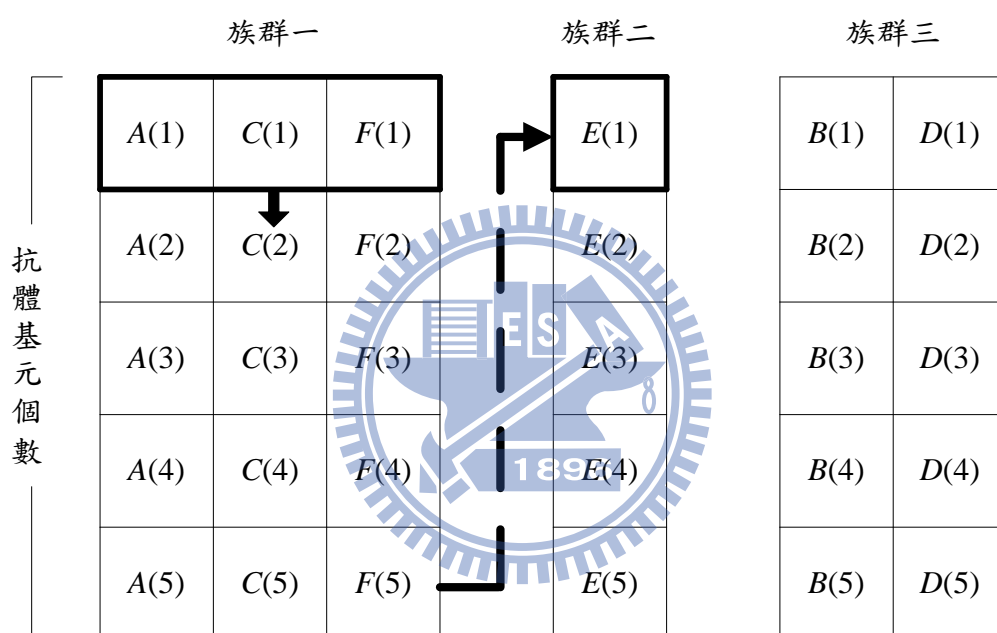 族群一 族群二 族群三
抗體基元個數
A(1) C(1) F(1) E(1) B(1) D(1)
A(2) C(2) F(2) E(2) B(2) D(2)
A(3) C(3) F(3) E(3) B(3) D(3)
A(4) C(4) F(4) E(4) B(4) D(4)
A(5) C(5) F(5) E(5) B(5) D(5)
E S A
8
1896